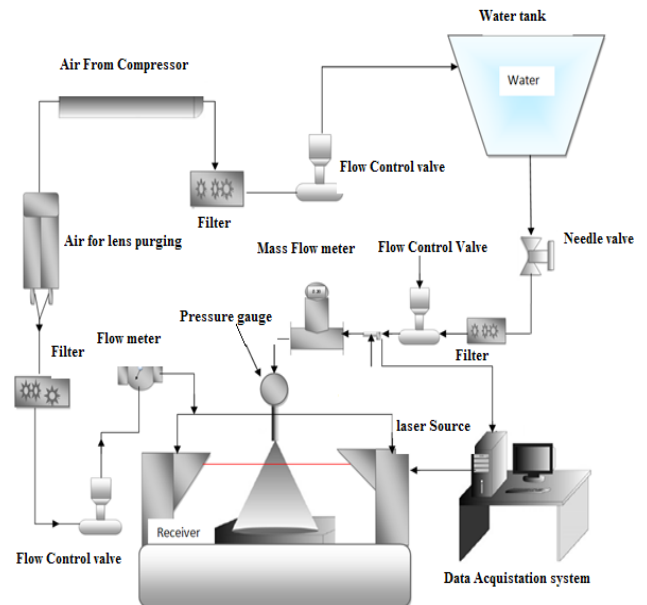 Water tank
Air From Compressor
Water
Flow Control valve
Filter
Air for lens purging
Mass Flow meter
Flow Control Valve
Needle valve
Pressure gauge
Filter
Flow meter
Filter
laser Source
Receiver
Flow Control valve
Data Acquistation system